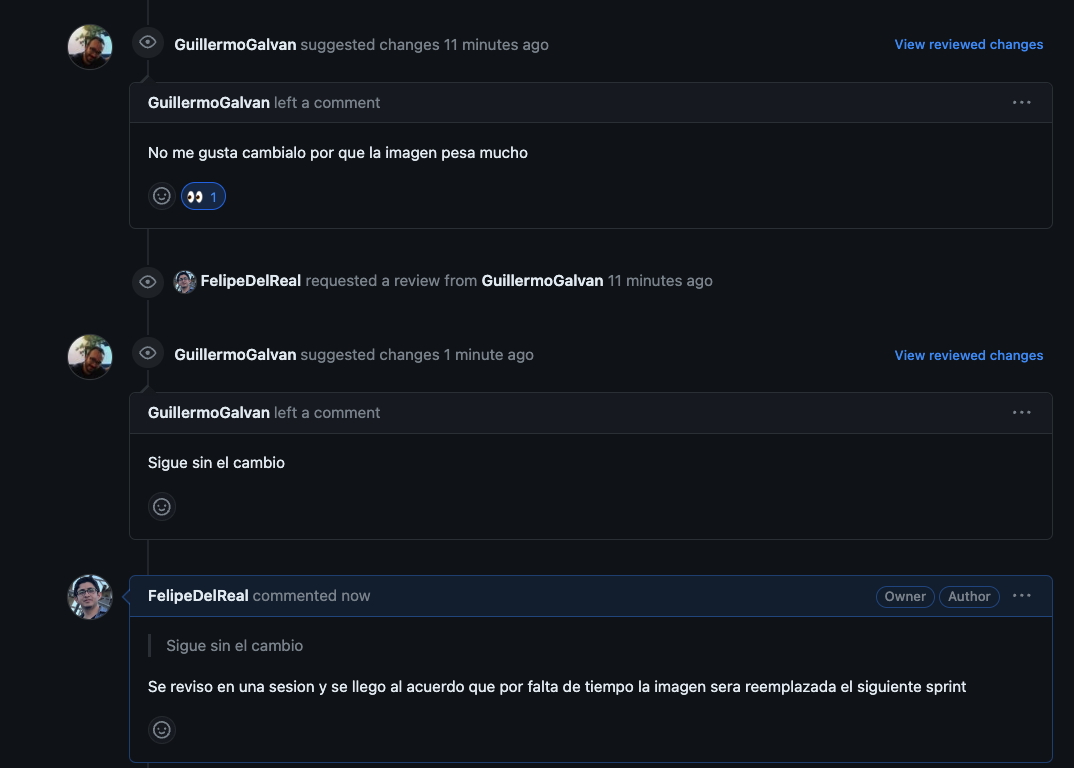 GuillermoGalvan suggested changes 11 minutes ago View reviewed changes
GuillermoGalvan left a comment
No me gusta cambialo por que la imagen pesa mucho
1
FelipeDelReal requested a review from GuillermoGalvan 11 minutes ago
GuillermoGalvan suggested changes 1 minute ago View reviewed changes
GuillermoGalvan left a comment
Sigue sin el cambio
FelipeDelReal commented now Owner Author
Sigue sin el cambio
Se reviso en una sesion y se llego al acuerdo que por falta de tiempo la imagen sera reemplazada el siguiente sprint